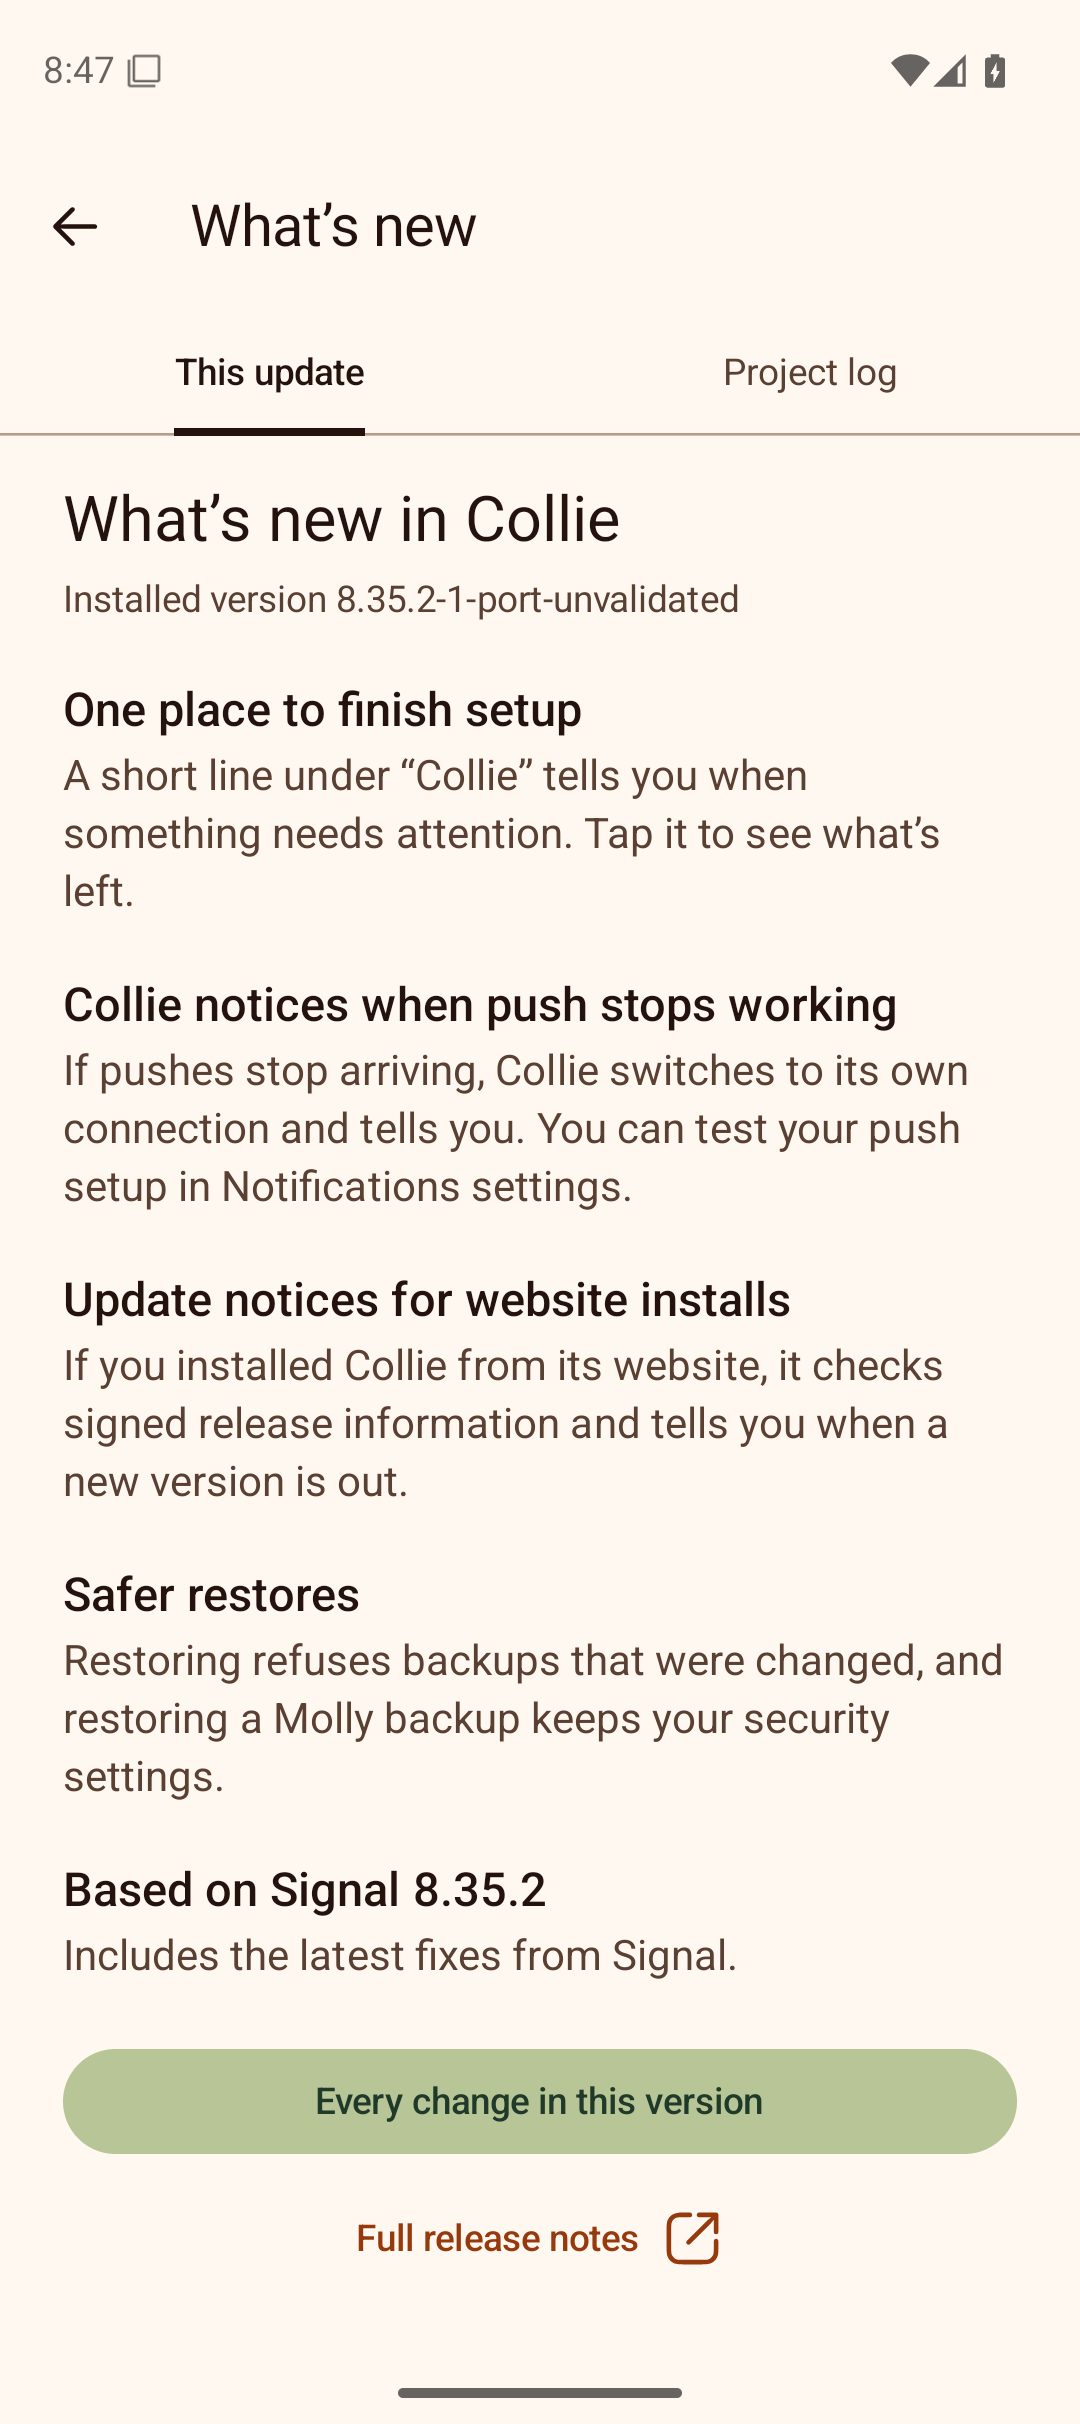 8:47
What’s new
This update
Project log
What’s new in Collie
Installed version 8.35.2-1-port-unvalidated
One place to finish setup
A short line under “Collie” tells you when
something needs attention. Tap it to see what’s
left.
Collie notices when push stops working
If pushes stop arriving, Collie switches to its own
connection and tells you. You can test your push
setup in Notifications settings.
Update notices for website installs
If you installed Collie from its website, it checks
signed release information and tells you when a
new version is out.
Safer restores
Restoring refuses backups that were changed, and
restoring a Molly backup keeps your security
settings.
Based on Signal 8.35.2
Includes the latest fixes from Signal.
Every change in this version
Full release notes